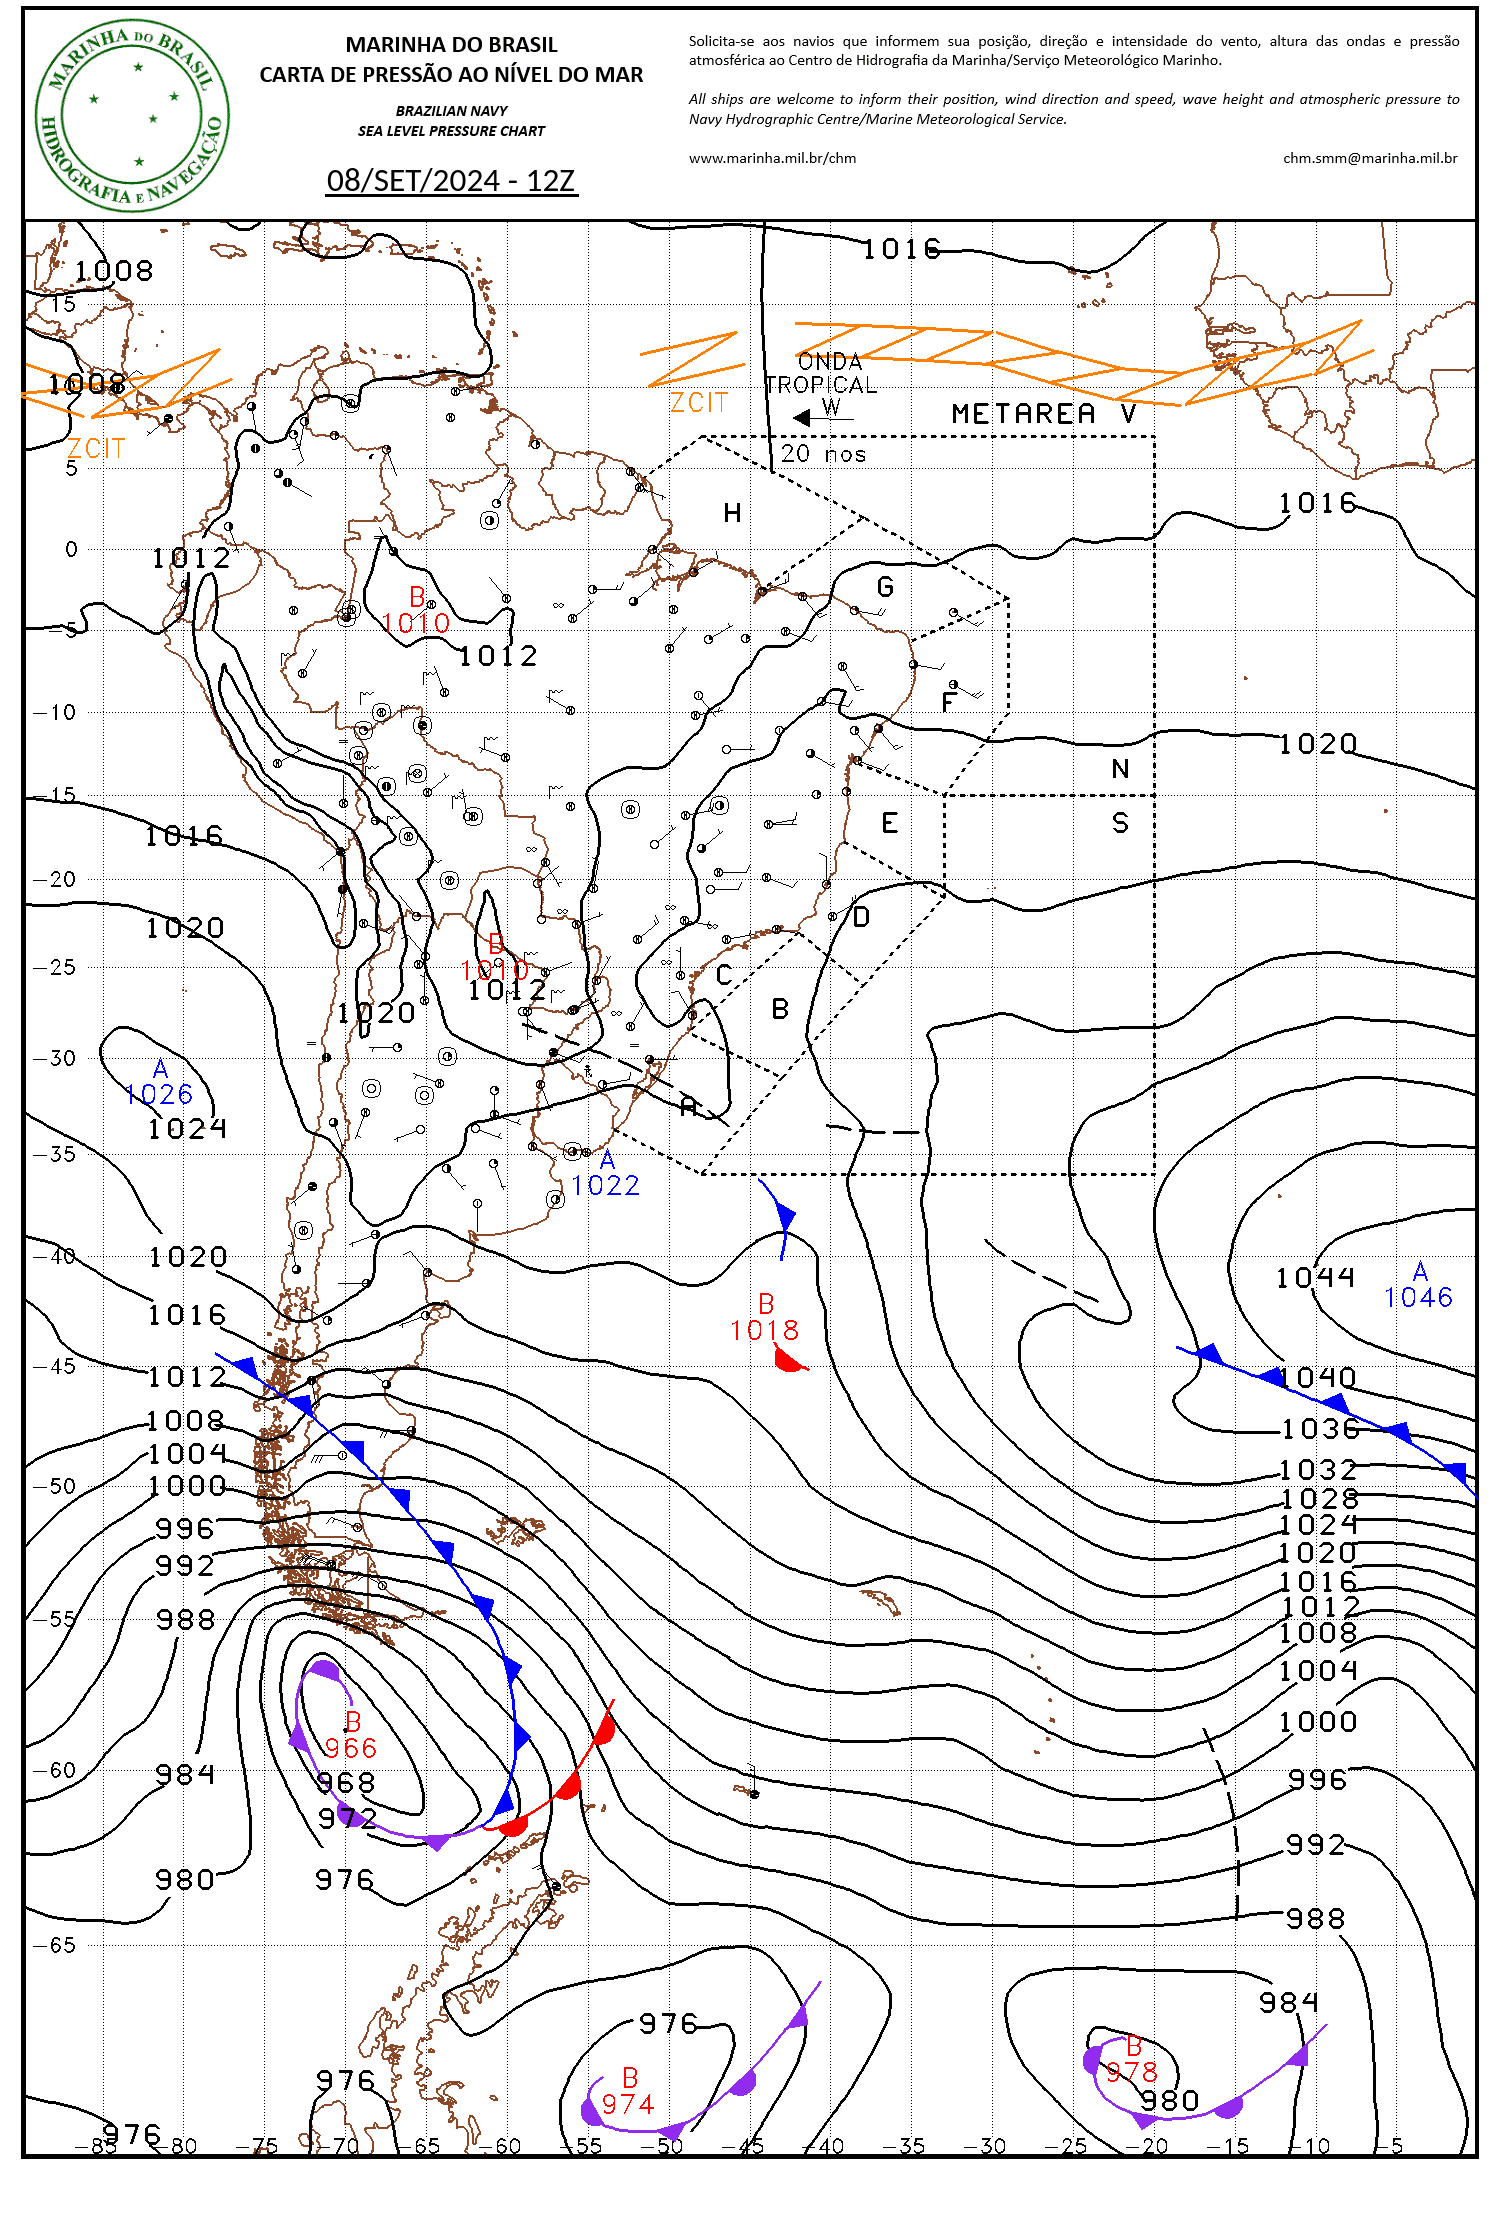 MARINHA DO BRASIL
HIDROGRAFIA E NAVEGAÇÃO
MARINHA DO BRASIL
CARTA DE PRESSÃO AO NÍVEL DO MAR
BRAZILIAN NAVY
SEA LEVEL PRESSURE CHART
08/SET/2024 - 12Z
Solicita-se aos navios que informem sua posição, direção e intensidade do vento, altura das ondas e pressão
atmosférica ao Centro de Hidrografia da Marinha/Serviço Meteorológico Marinho.
All ships are welcome to inform their position, wind direction and speed, wave height and atmospheric pressure to
Navy Hydrographic Centre/Marine Meteorological Service.
www.marinha.mil.br/chm
chm.smm@marinha.mil.br
1016
1008
15
ONDA
TROPICAL
W
1008
10
ZCIT
METAREA V
ZCIT
20 nos
5
1016
H
0
1012
G
B
1010
-5
1012
F
-10
1020
N
-15
E
S
1016
-20
D
1020
B
1010
-25
C
1012
B
1020
-30
A
1026
A
1024
-35
A
1022
-40
1020
1044
A
1046
B
1018
1016
-45
1012
1040
1008
1036
1004
1032
-50
1000
1028
996
1024
1020
992
1016
-55
988
1012
1008
1004
B
966
1000
-60
984
968
996
972
992
980
976
988
-65
984
976
B
978
B
974
976
980
976
-85
-80
-75
-70
-65
-60
-55
-50
-45
-40
-35
-30
-25
-20
-15
-10
-5